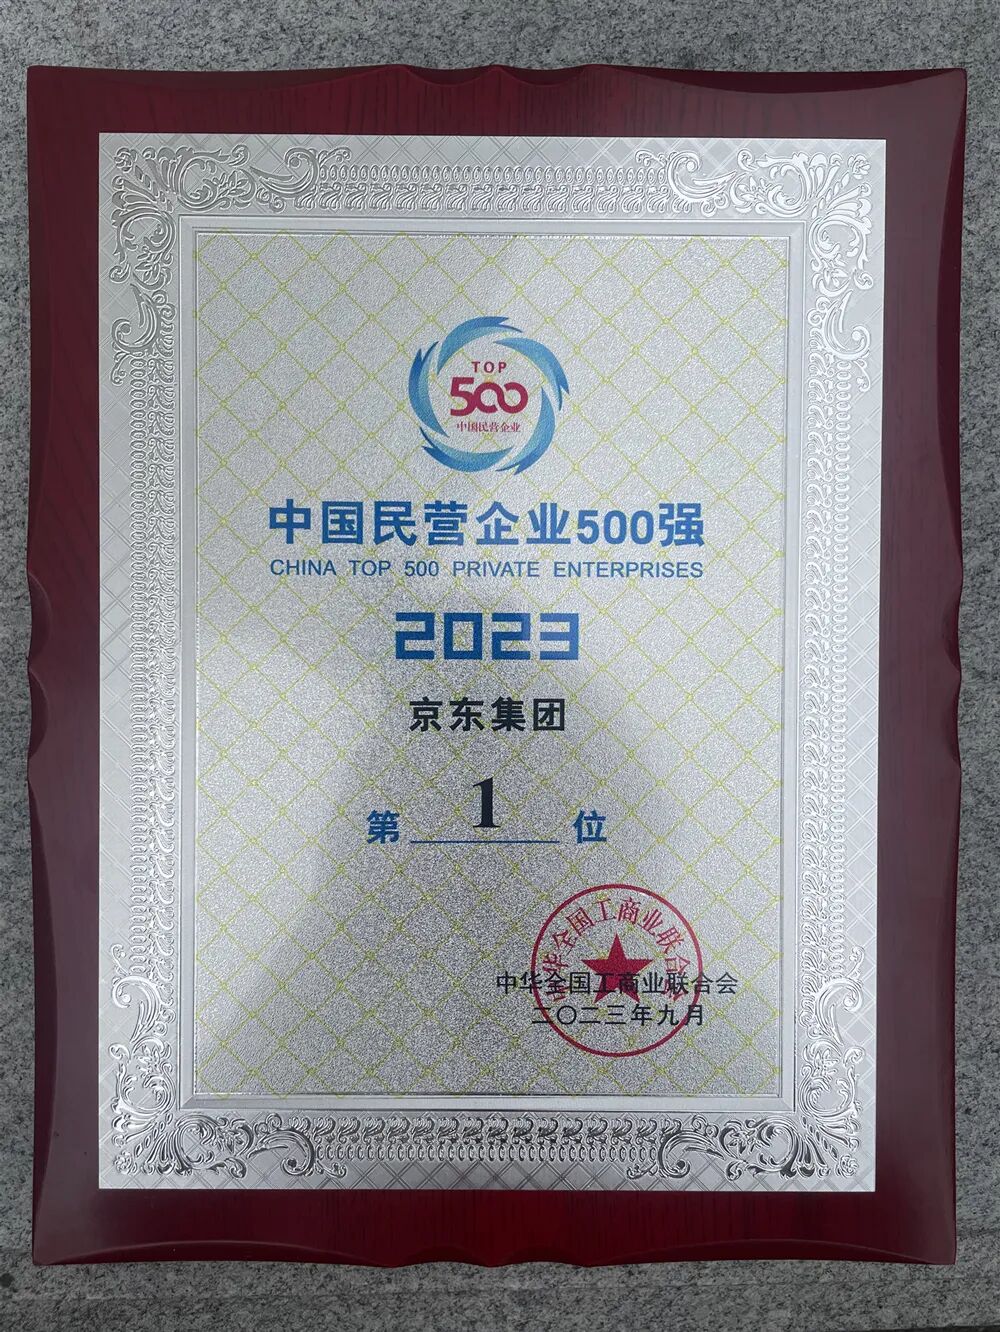 TOP
500
中国民营企业
中国民营企业500强
CHINA TOP 500 PRIVATE ENTERPRISES
2023
京东集团
第 1 位
中华全国工商业联合会
中华全国工商业联合会
二〇二三年九月